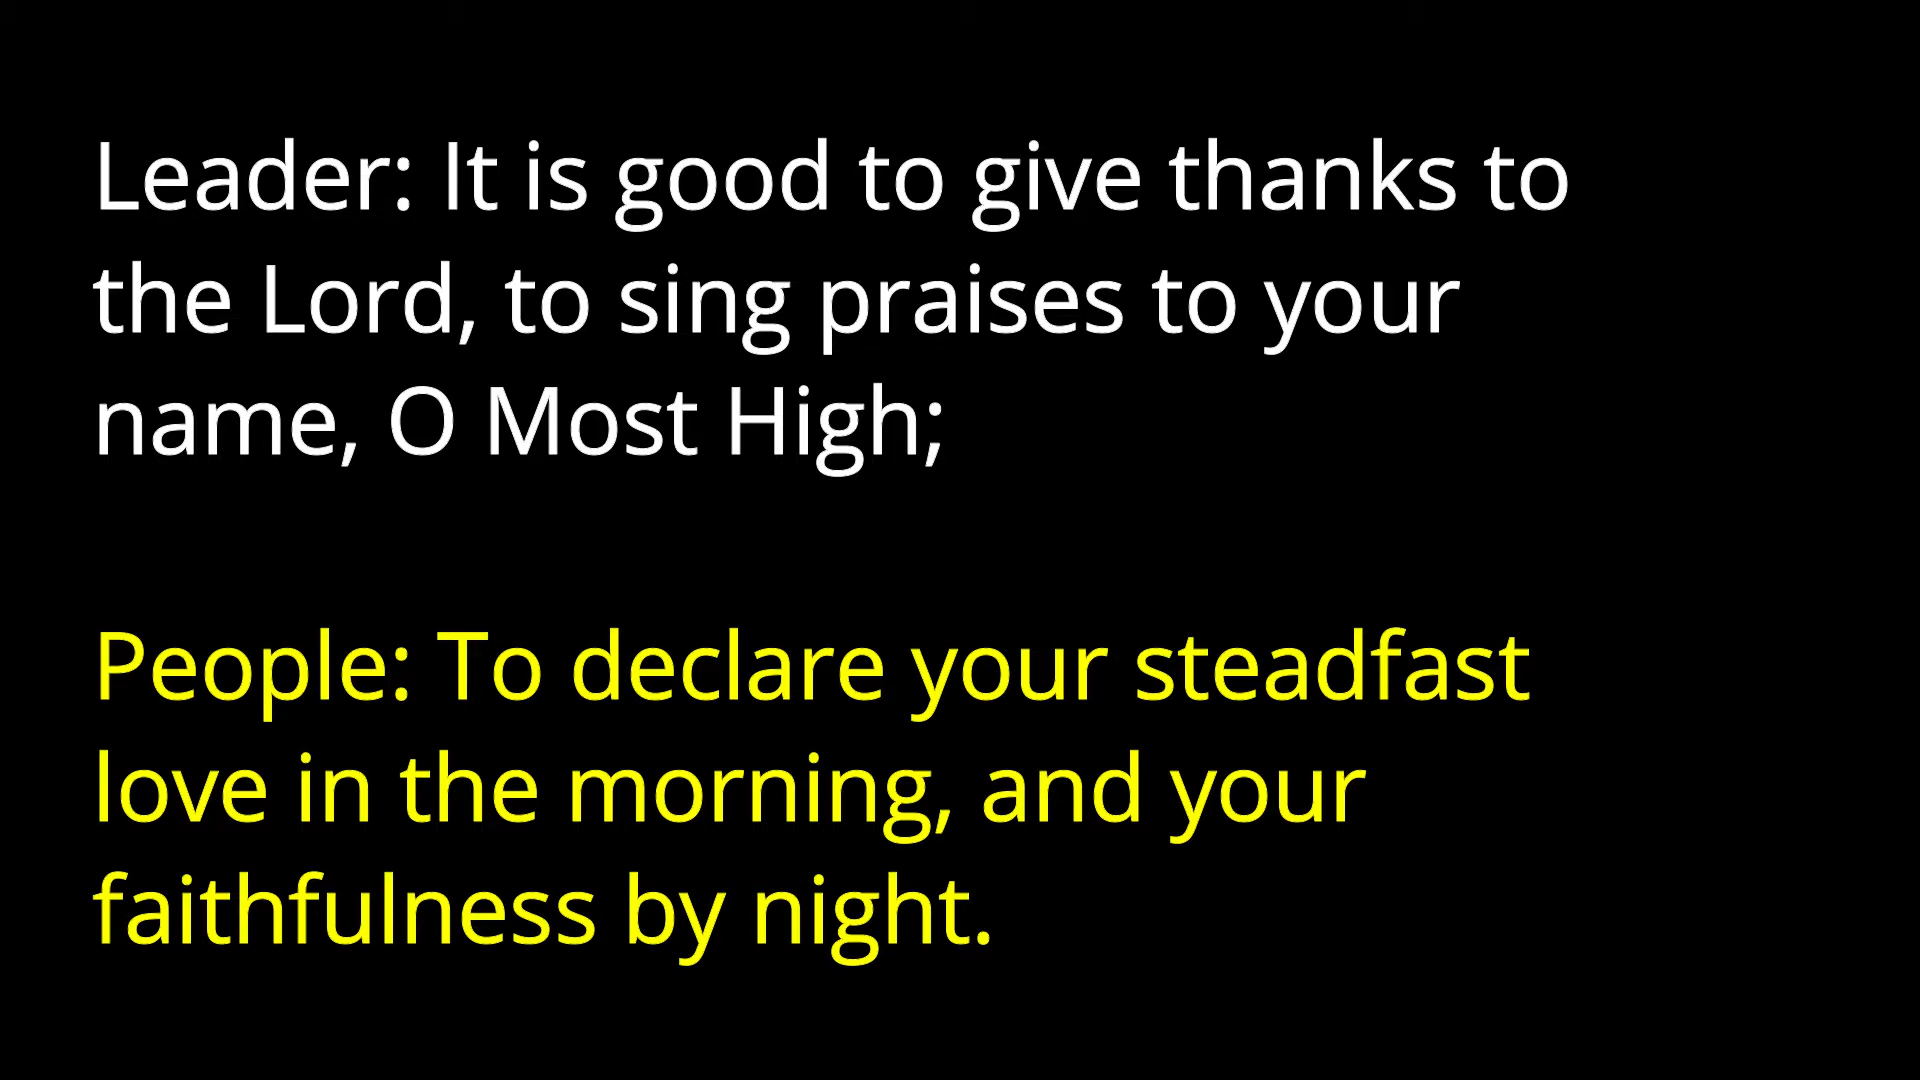 Leader: It is good to give thanks to
the Lord, to sing praises to your
name, O Most High;
People: To declare your steadfast
love in the morning, and your
faithfulness by night.